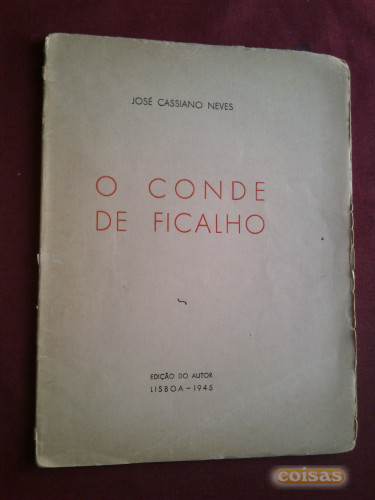 JOSÉ CASSIANO NEVES
O CONDE
DE FICALHO
EDIÇÃO DO AUTOR
LISBOA – 1945
coisas